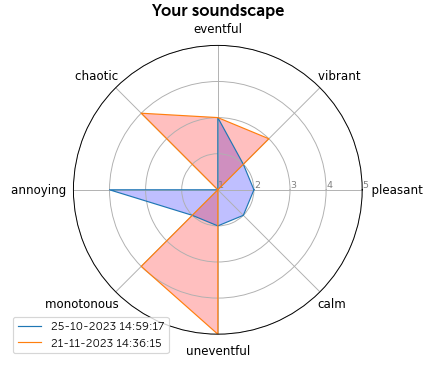 Your soundscape
eventful
chaotic
vibrant
annoying
1 2 3 4 5
pleasant
monotonous
calm
25-10-2023 14:59:17
21-11-2023 14:36:15
uneventful